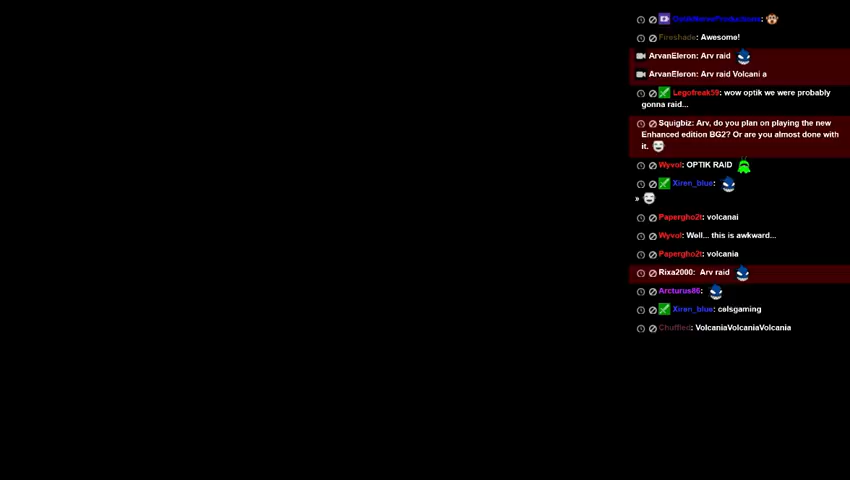 OptikNerveProductions:
Fireshade: Awesome!
ArvanEleron: Arv raid
ArvanEleron: Arv raid Volcani a
Legofreak59: wow optik we were probably
gonna raid...
Squigbiz: Arv, do you plan on playing the new
Enhanced edition BG2? Or are you almost done with
it.
Wyvol: OPTIK RAID
Xiren_blue:
»
Papergho2t: volcanai
Wyvol: Well... this is awkward...
Papergho2t: volcania
Rixa2000: Arv raid
Arcturus86:
Xiren_blue: celsgaming
Chuffled: VolcaniaVolcaniaVolcania